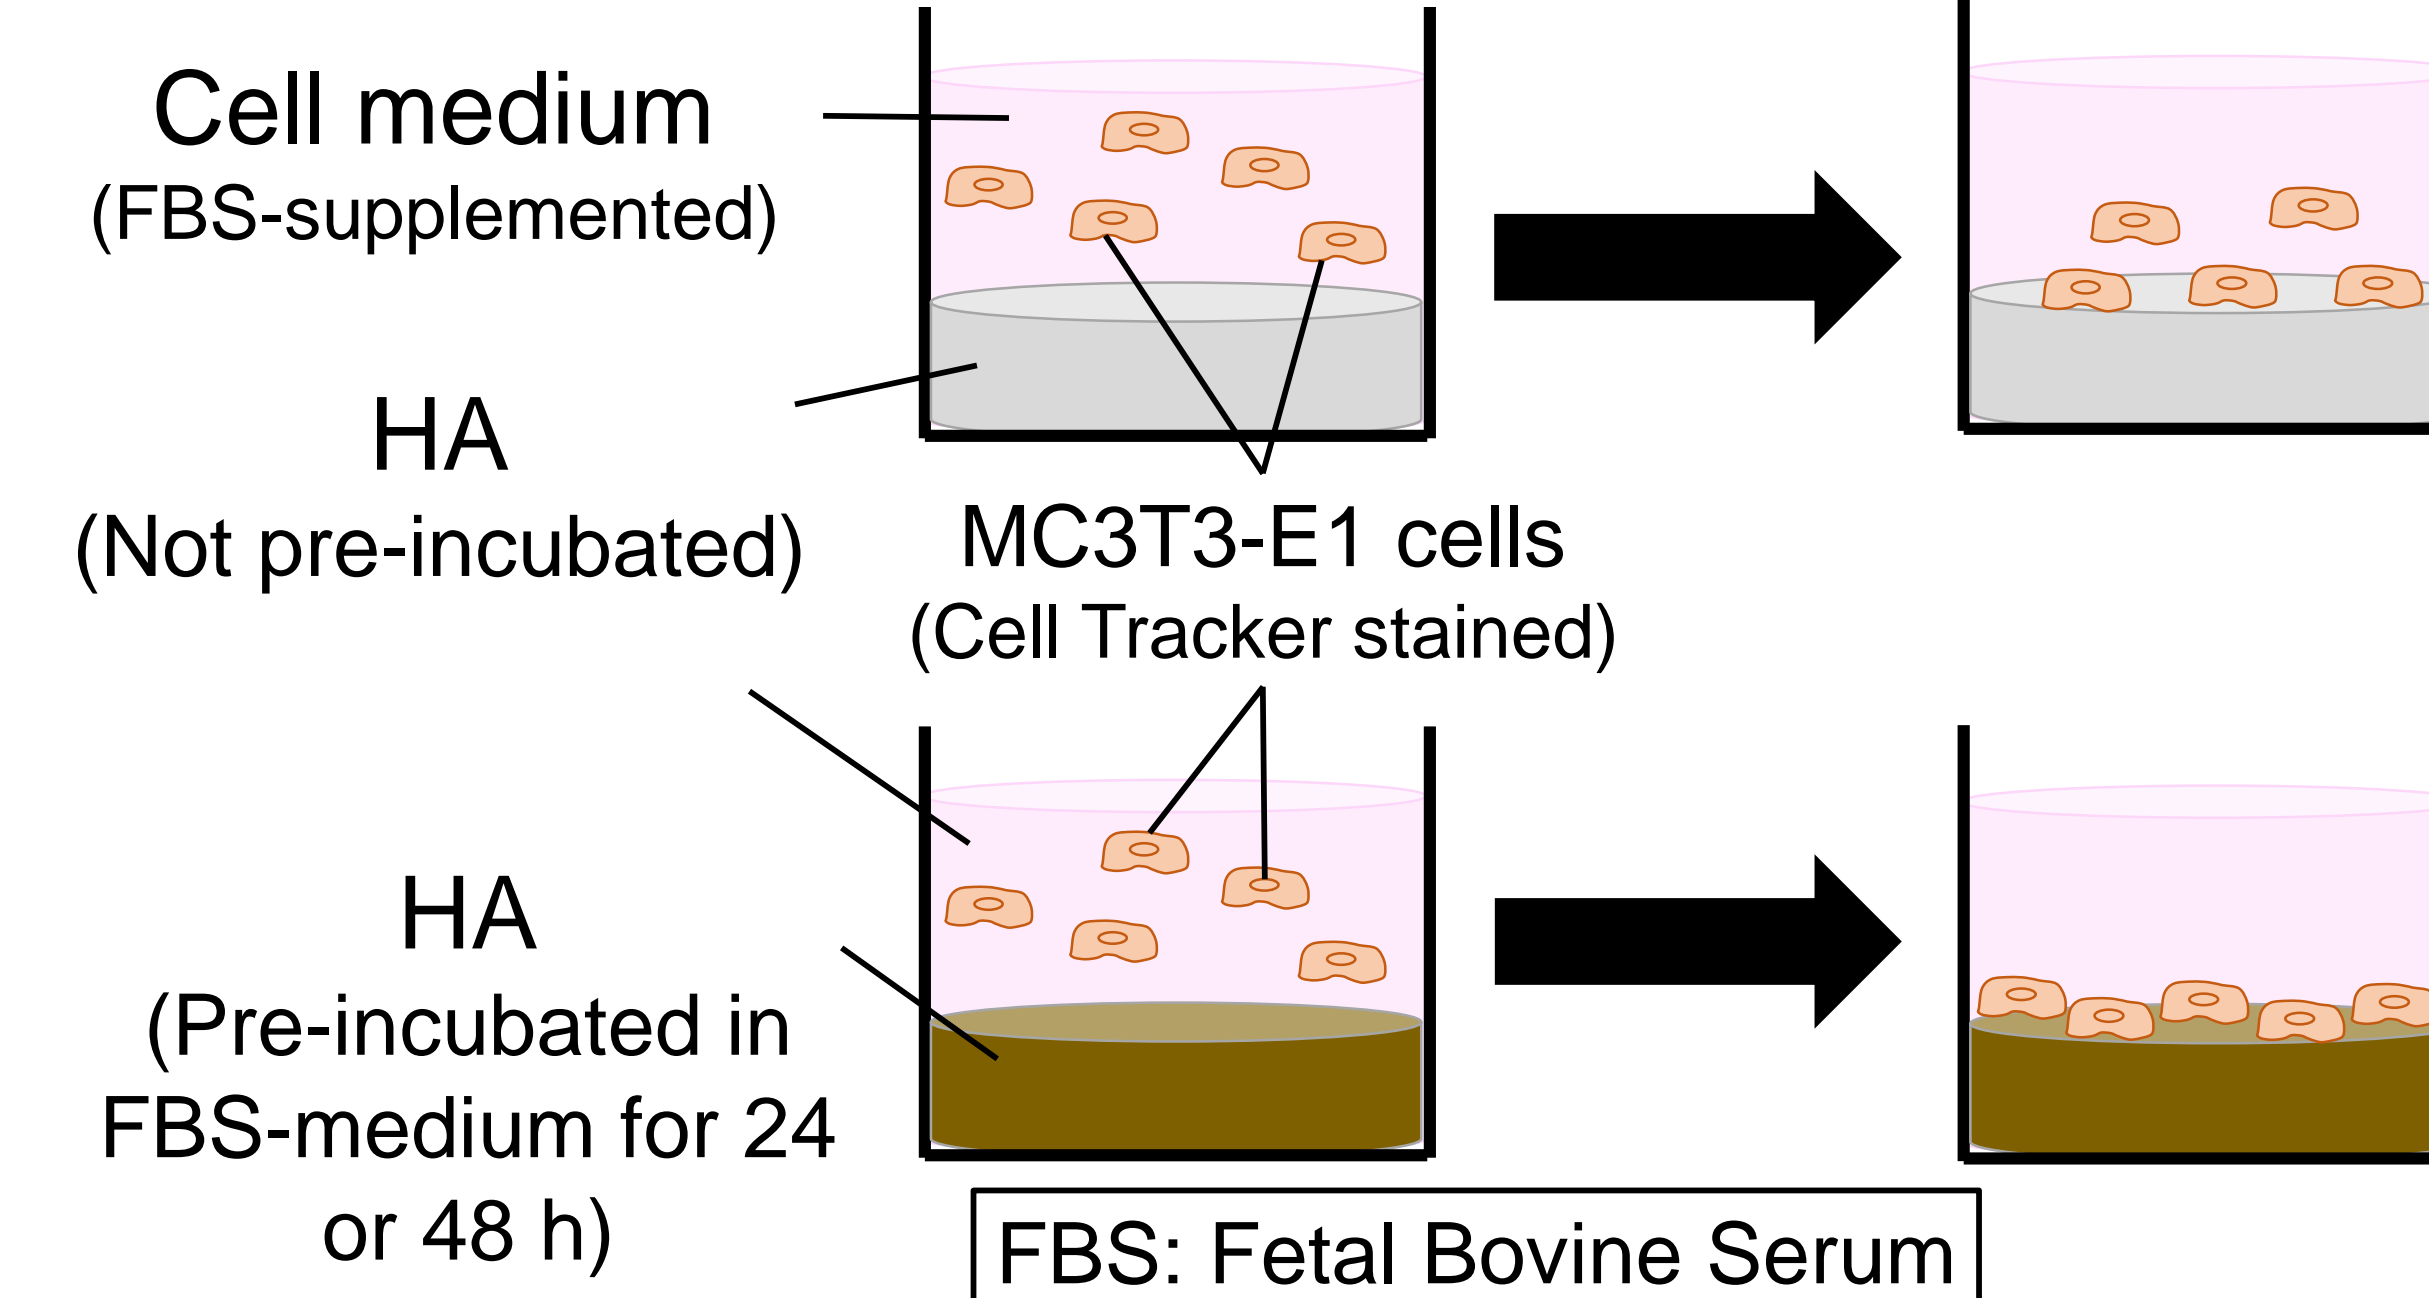 Cell medium
(FBS-supplemented)
HA
(Not pre-incubated)
MC3T3-E1 cells
(Cell Tracker stained)
HA
(Pre-incubated in
FBS-medium for 24
or 48 h)
FBS: Fetal Bovine Serum